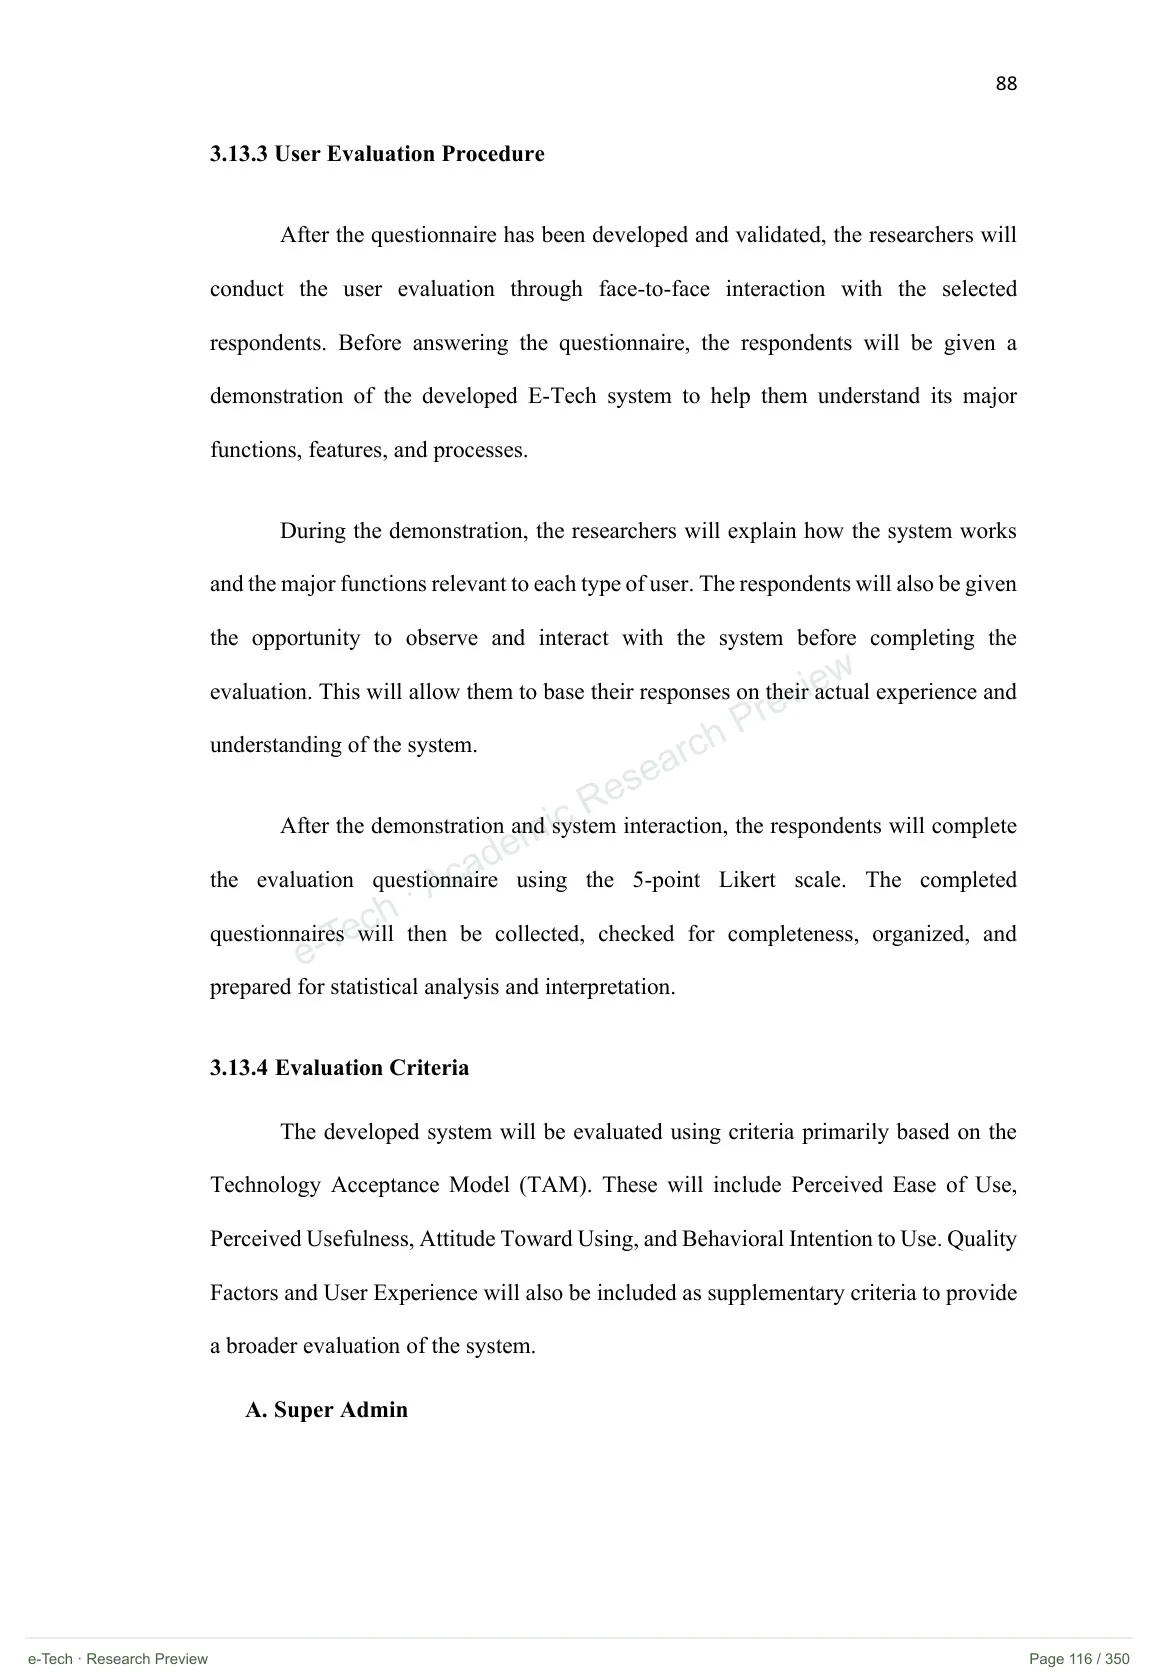 88
3.13.3 User Evaluation Procedure
After the questionnaire has been developed and validated, the researchers will
conduct the user evaluation through face-to-face interaction with the selected
respondents. Before answering the questionnaire, the respondents will be given a
demonstration of the developed E-Tech system to help them understand its major
functions, features, and processes.
During the demonstration, the researchers will explain how the system works
and the major functions relevant to each type of user. The respondents will also be given
the opportunity to observe and interact with the system before completing the
evaluation. This will allow them to base their responses on their actual experience and
understanding of the system.
After the demonstration and system interaction, the respondents will complete
the evaluation questionnaire using the 5-point Likert scale. The completed
questionnaires will then be collected, checked for completeness, organized, and
prepared for statistical analysis and interpretation.
e-Tech · Academic Research Preview
3.13.4 Evaluation Criteria
The developed system will be evaluated using criteria primarily based on the
Technology Acceptance Model (TAM). These will include Perceived Ease of Use,
Perceived Usefulness, Attitude Toward Using, and Behavioral Intention to Use. Quality
Factors and User Experience will also be included as supplementary criteria to provide
a broader evaluation of the system.
A. Super Admin
e-Tech · Research Preview
Page 116 / 350